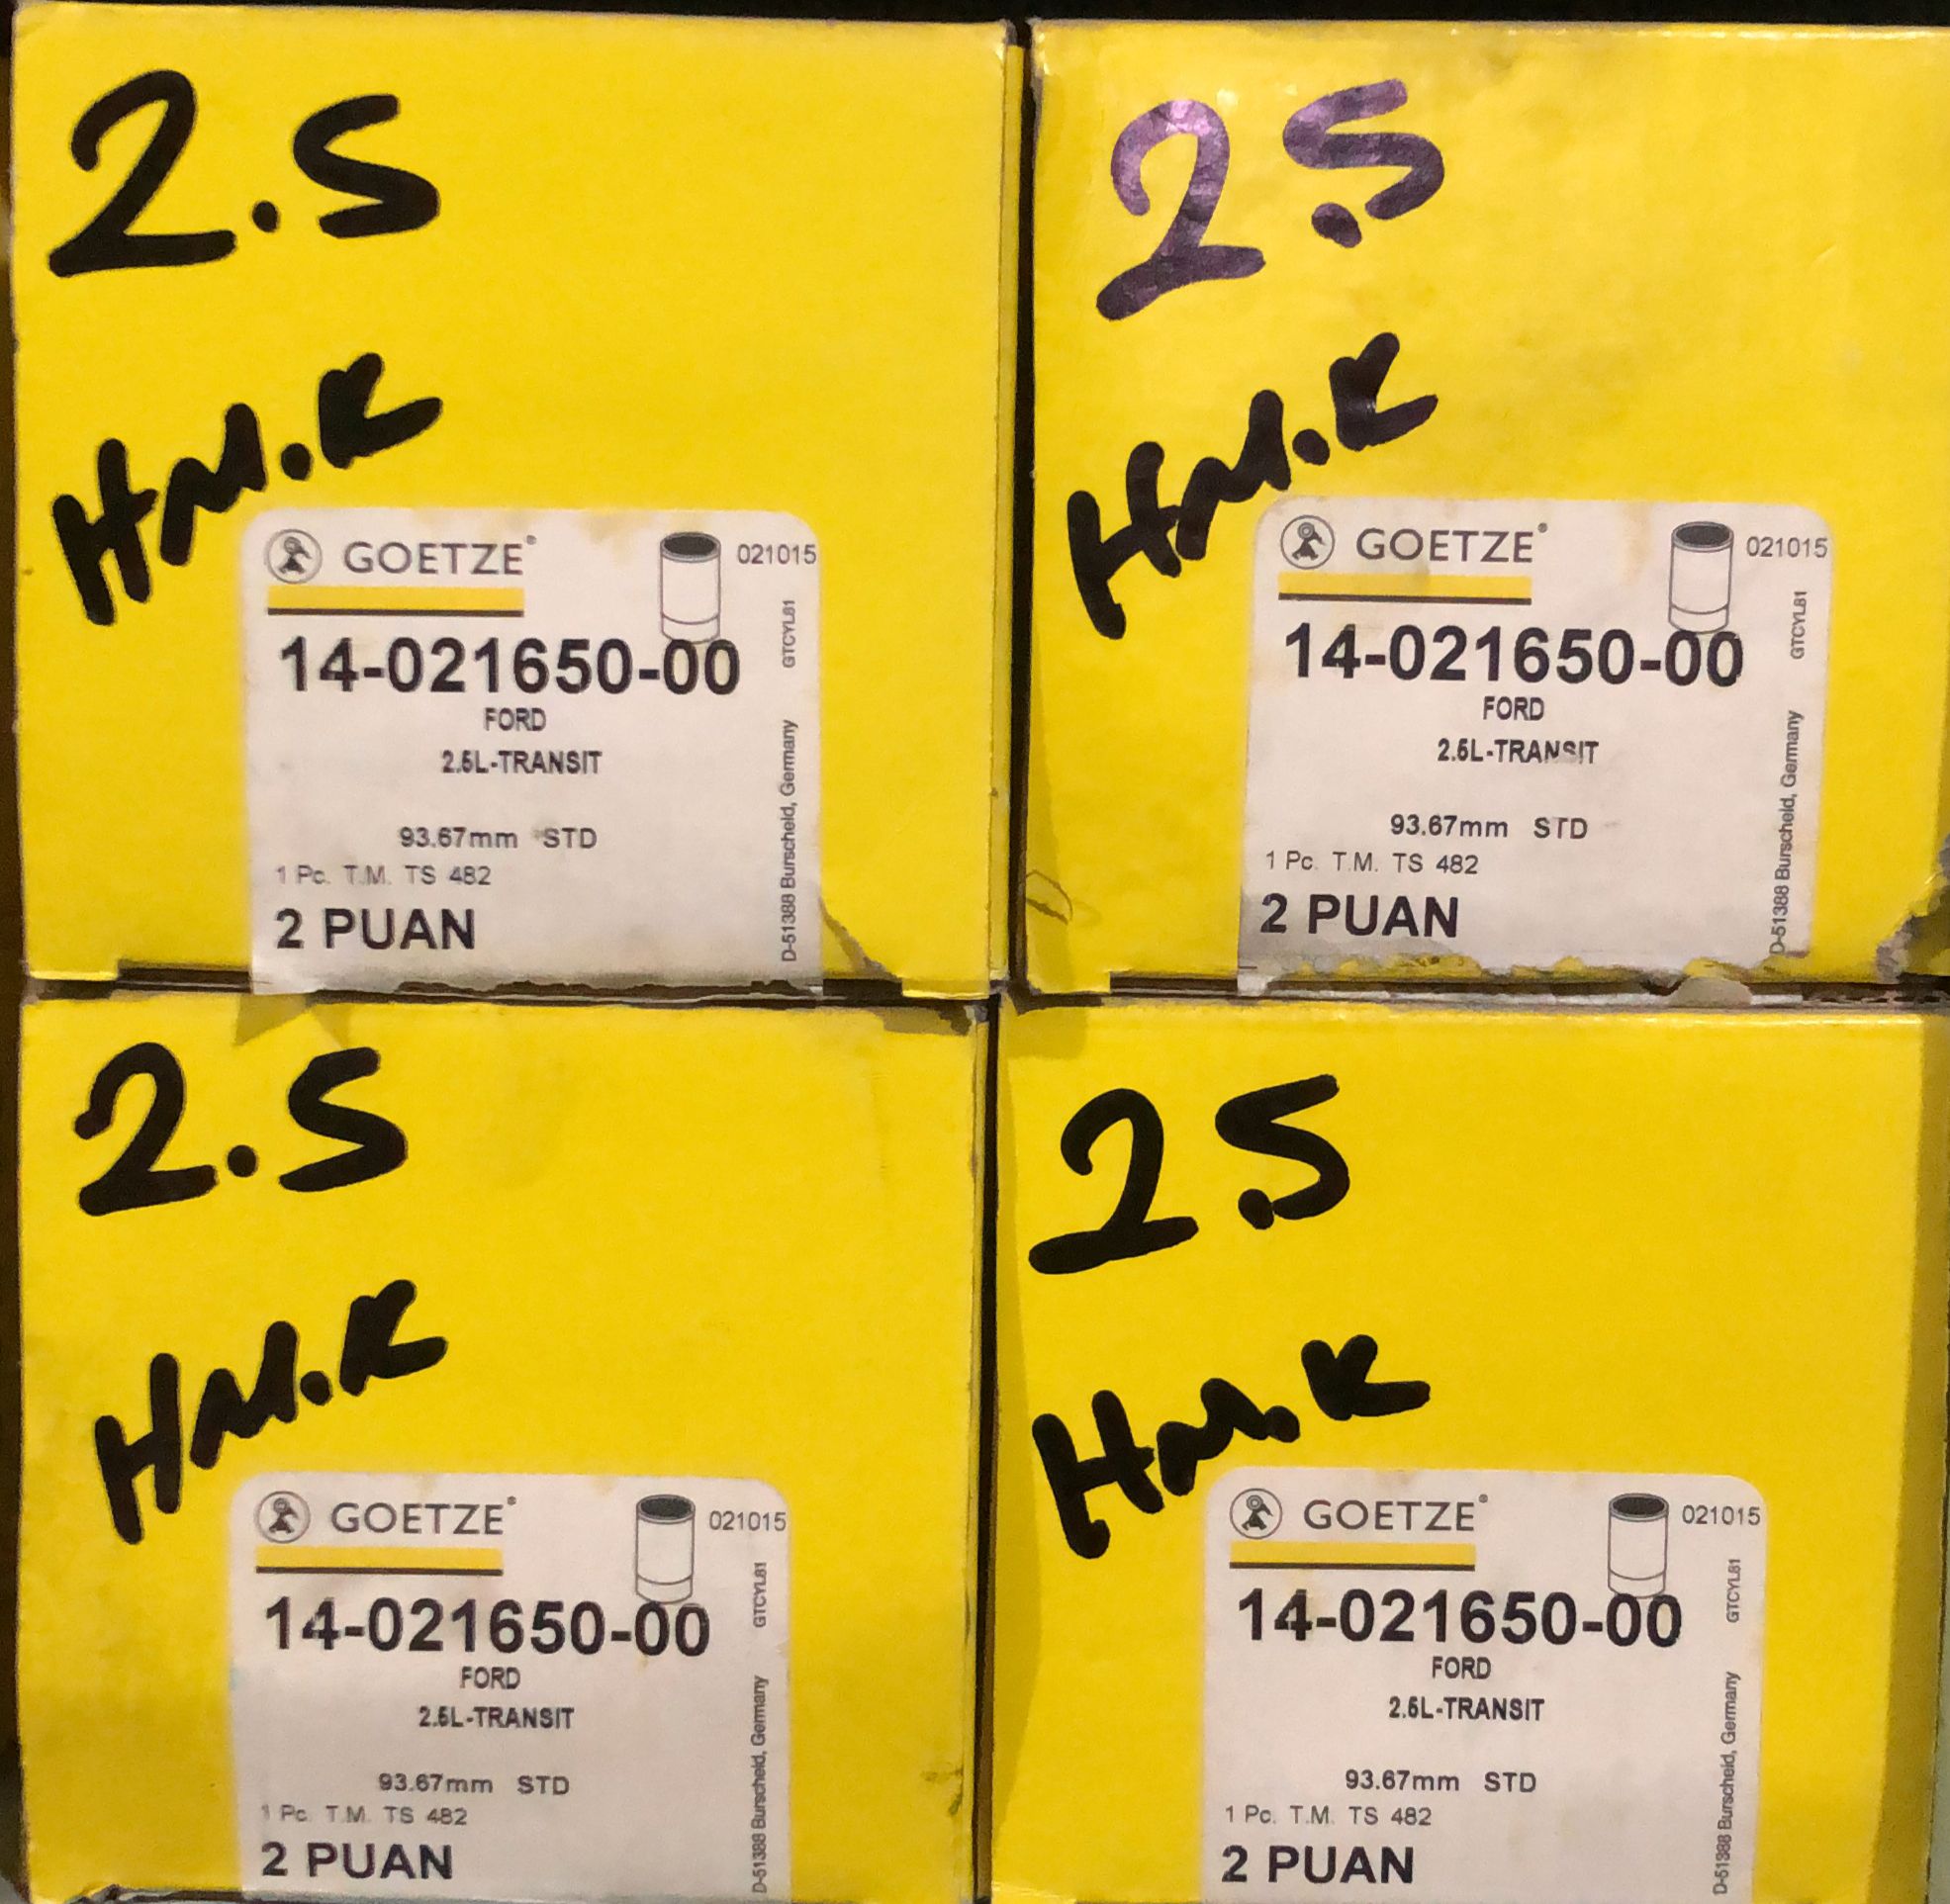 2.5
HM.K
GOETZE®
021015
14-021650-00
FORD
2.5L-TRANSIT
93.67mm STD
1 Pc. T.M. TS 482
2 PUAN
GTCYL81
D-51388 Burscheid, Germany
2.5
HM.K
GOETZE®
021015
14-021650-00
FORD
2.5L-TRANSIT
93.67mm STD
1 Pc. T.M. TS 482
2 PUAN
GTCYL81
D-51388 Burscheid, Germany
2.5
HM.K
GOETZE®
021015
14-021650-00
FORD
2.5L-TRANSIT
93.67mm STD
1 Pc. T.M. TS 482
2 PUAN
GTCYL81
D-51388 Burscheid, Germany
2.5
HM.K
GOETZE®
021015
14-021650-00
FORD
2.5L-TRANSIT
93.67mm STD
1 Pc. T.M. TS 482
2 PUAN
GTCYL81
D-51388 Burscheid, Germany